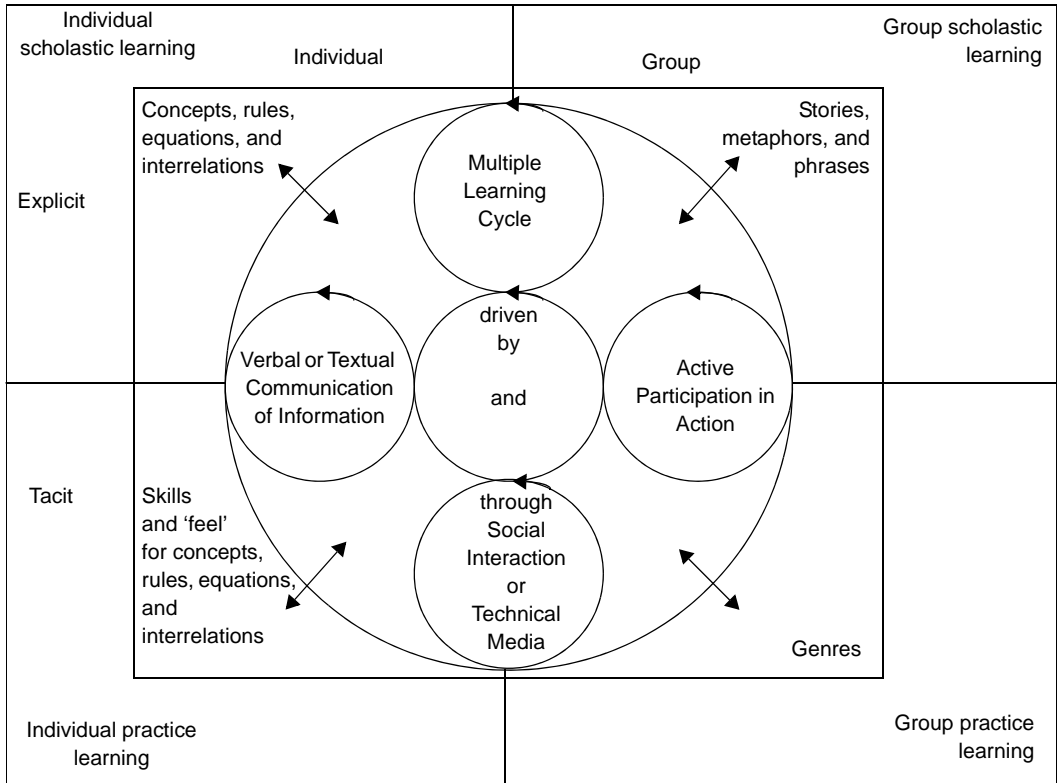 Individual
scholastic learning
Individual
Group
Group scholastic
learning
Concepts, rules,
equations, and
interrelations
Stories,
metaphors, and
phrases
Explicit
Multiple
Learning
Cycle
Verbal or Textual
Communication
of Information
driven
by
and
Active
Participation in
Action
Tacit
Skills
and ‘feel’
for concepts,
rules, equations,
and
interrelations
through
Social
Interaction
or
Technical
Media
Genres
Individual practice
learning
Group practice
learning